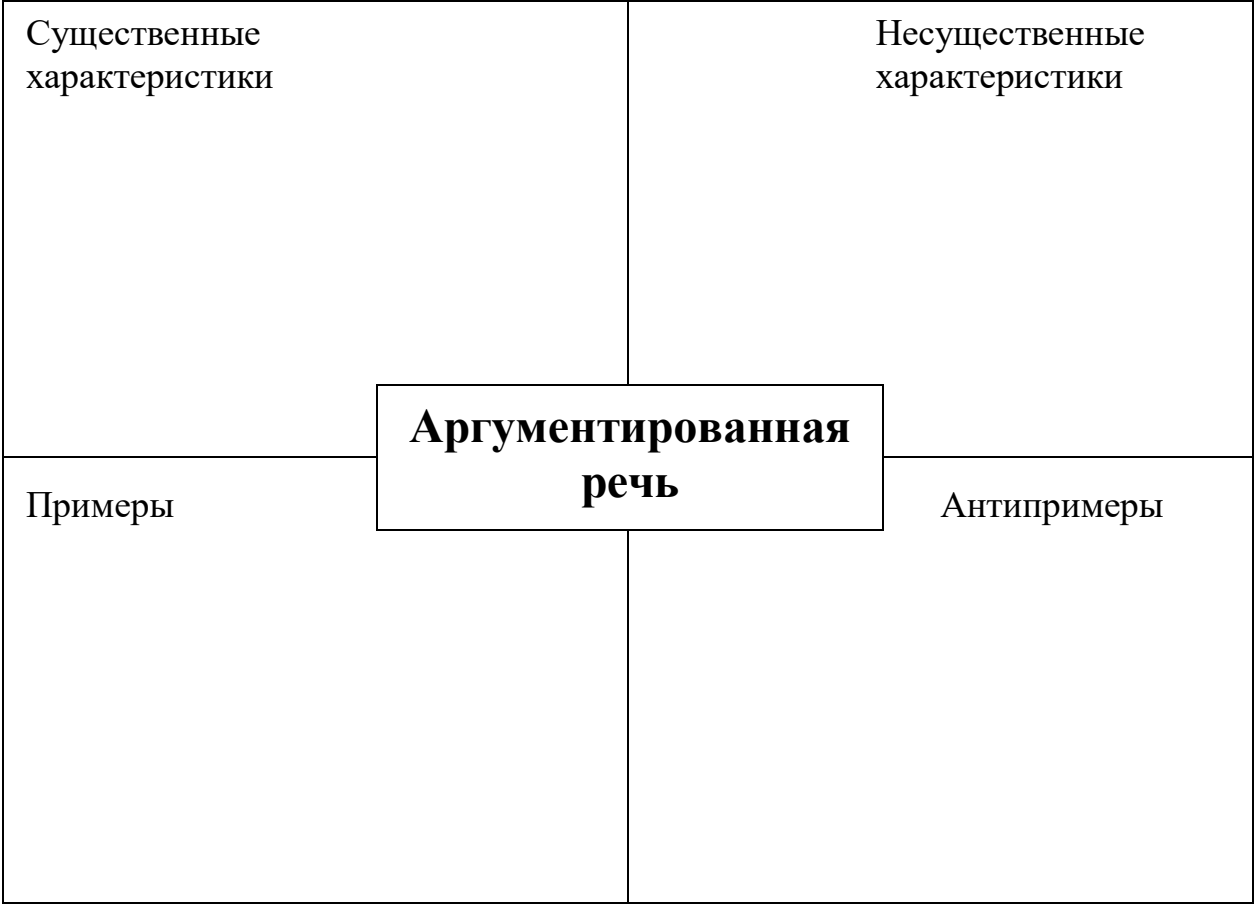 Существенные
характеристики
Несущественные
характеристики
Аргументированная
речь
Примеры
Антипримеры